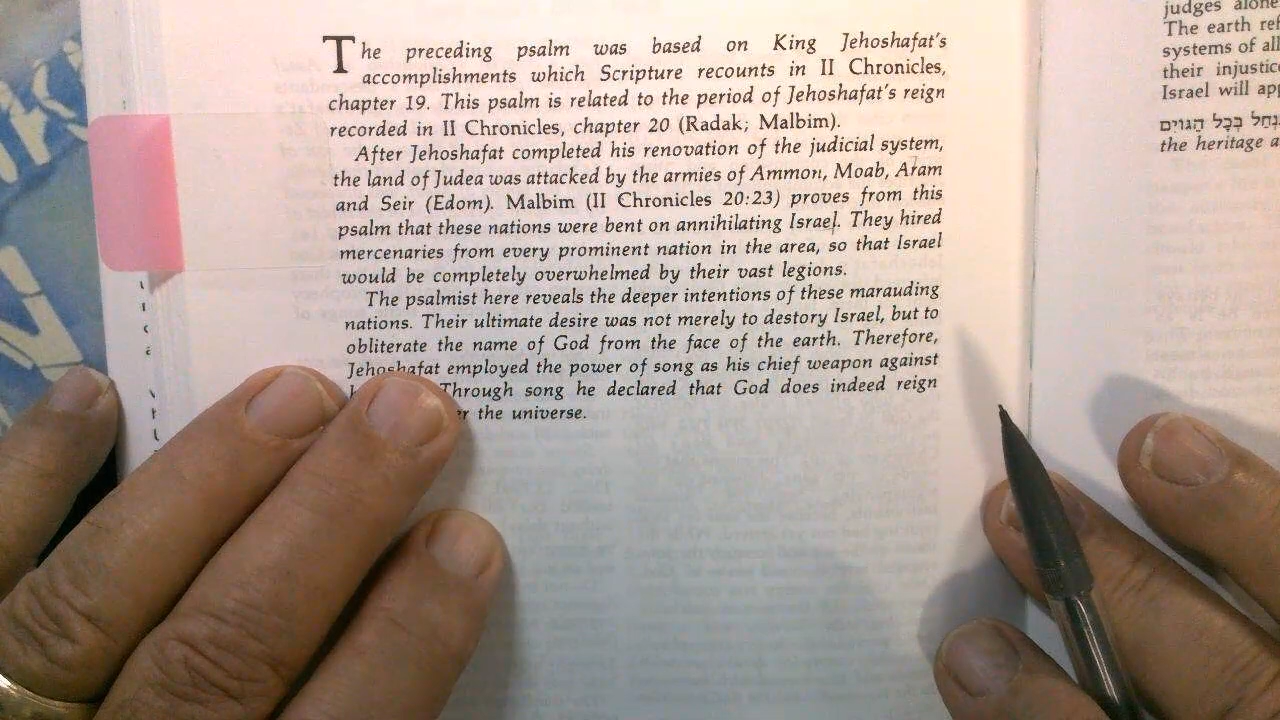 The preceding psalm was based on King Jehoshafat's
accomplishments which Scripture recounts in II Chronicles,
chapter 19. This psalm is related to the period of Jehoshafat's reign
recorded in II Chronicles, chapter 20 (Radak; Malbim).
After Jehoshafat completed his renovation of the judicial system,
the land of Judea was attacked by the armies of Ammon, Moab, Aram
and Seir (Edom). Malbim (II Chronicles 20:23) proves from this
psalm that these nations were bent on annihilating Israel. They hired
mercenaries from every prominent nation in the area, so that Israel
would be completely overwhelmed by their vast legions.
The psalmist here reveals the deeper intentions of these marauding
nations. Their ultimate desire was not merely to destory Israel, but to
obliterate the name of God from the face of the earth. Therefore,
Jehoshafat employed the power of song as his chief weapon against
Through song he declared that God does indeed reign
the universe.
judges alone
The earth
systems of all
their
Israel will
בכל הגוים
the heritage